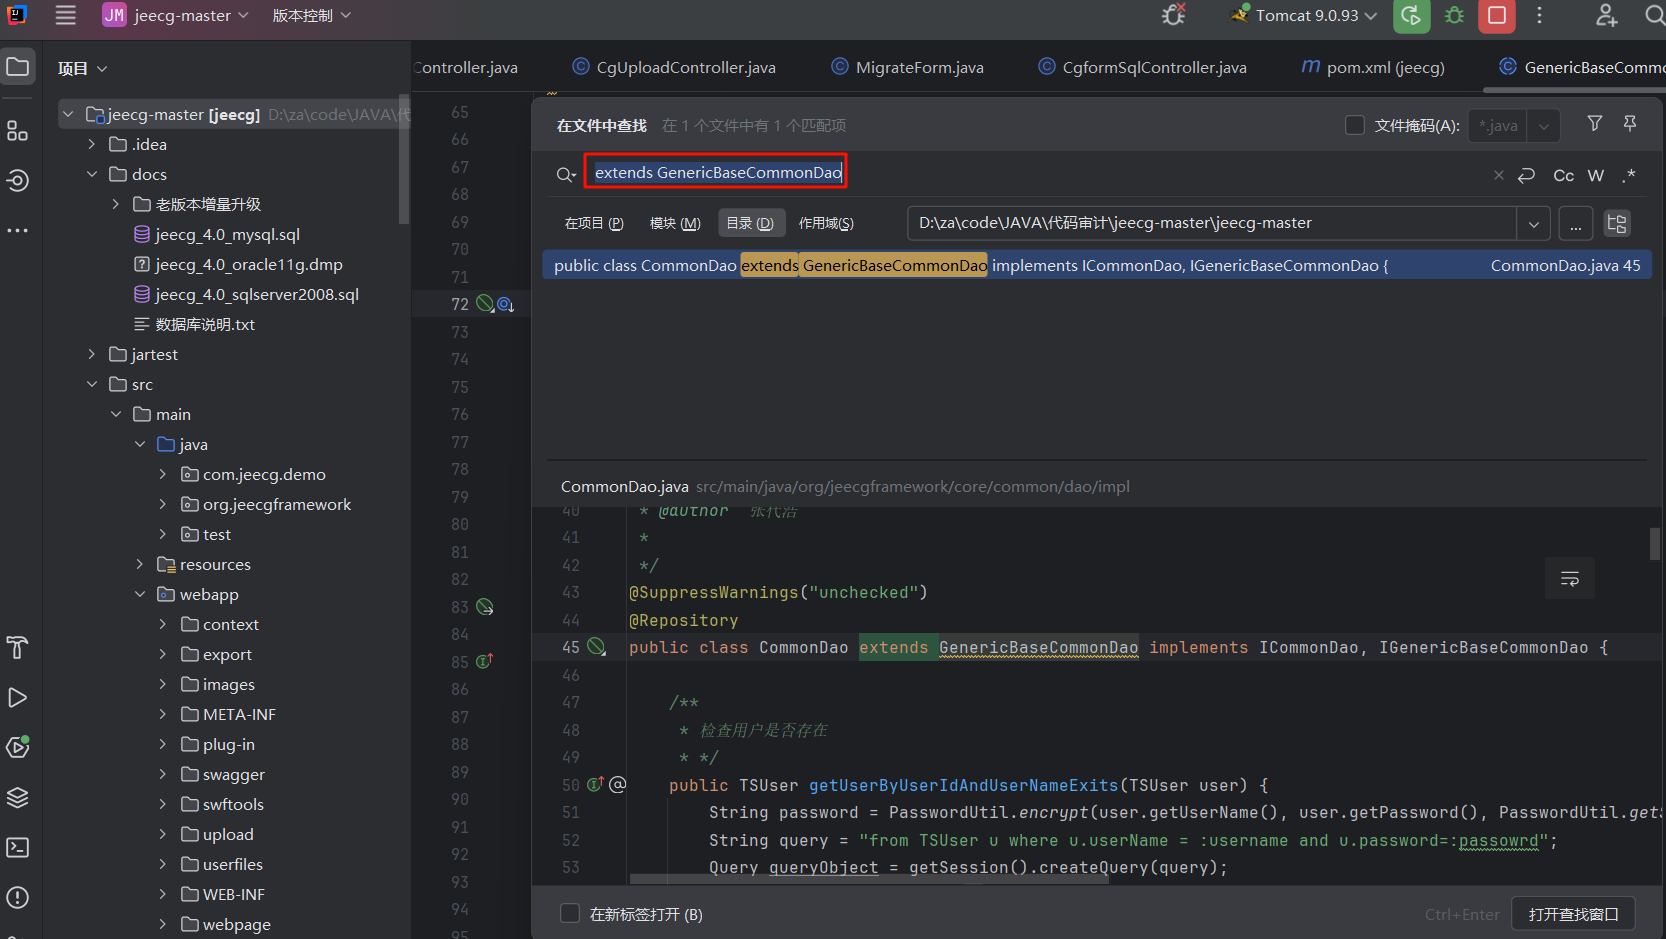 JM jeecg-master 版本控制 Tomcat 9.0.93
项目
Controller.java CgUploadController.java MigrateForm.java CgformSqlController.java pom.xml (jeecg) GenericBaseCommo
jeecg-master [jeecg] D:\za\code\JAVA\代
.idea
docs
老版本增量升级
jeecg_4.0_mysql.sql
jeecg_4.0_oracle11g.dmp
jeecg_4.0_sqlserver2008.sql
数据库说明.txt
jartest
src
main
java
com.jeecg.demo
org.jeecgframework
test
resources
webapp
context
export
images
META-INF
plug-in
swagger
swftools
upload
userfiles
WEB-INF
webpage
65
66
67
68
69
70
71
72
73
74
75
76
77
78
79
80
81
82
83
84
85
86
87
88
89
90
91
92
93
94
95
在文件中查找 在 1 个文件中有 1 个匹配项 文件掩码(A): *.java
extends GenericBaseCommonDao Cc W .*
在项目 (P) 模块 (M) 目录 (D) 作用域(S) D:\za\code\JAVA\代码审计\jeecg-master\jeecg-master ...
public class CommonDao extends GenericBaseCommonDao implements ICommonDao, IGenericBaseCommonDao { CommonDao.java 45
CommonDao.java src/main/java/org/jeecgframework/core/common/dao/impl
40 * @author 张代浩
41 *
42 */
43 @SuppressWarnings("unchecked")
44 @Repository
45 public class CommonDao extends GenericBaseCommonDao implements ICommonDao, IGenericBaseCommonDao {
46
47 /**
48 * 检查用户是否存在
49 * */
50 public TSUser getUserByUserIdAndUserNameExits(TSUser user) {
51 String password = PasswordUtil.encrypt(user.getUserName(), user.getPassword(), PasswordUtil.getS
52 String query = "from TSUser u where u.userName = :username and u.password=:passowrd";
53 Query queryObject = getSession().createQuery(query);
在新标签打开 (B) Ctrl+Enter 打开查找窗口